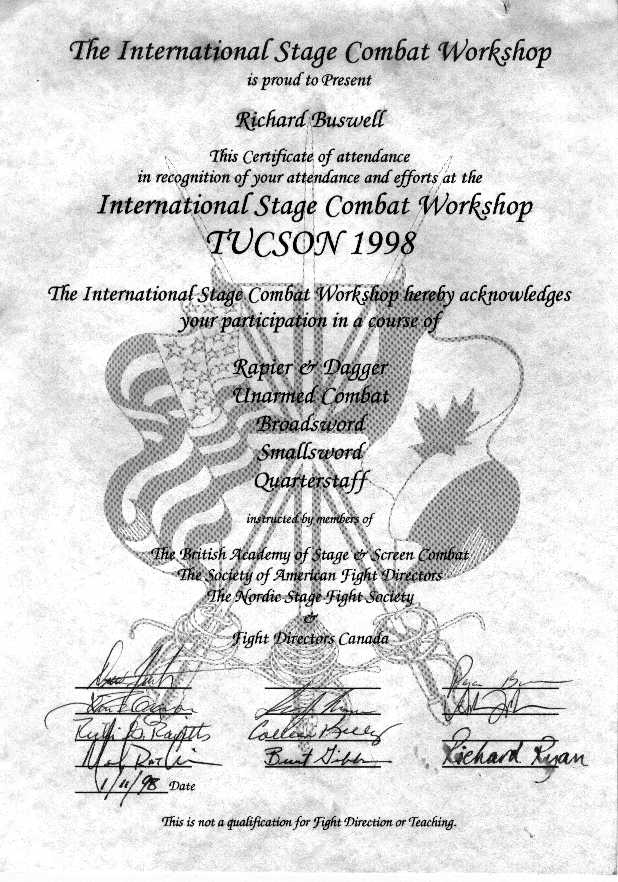 The International Stage Combat Workshop
is proud to Present
Richard Buswell
This Certificate of attendance
in recognition of your attendance and efforts at the
International Stage Combat Workshop
TUCSON 1998
The International Stage Combat Workshop hereby acknowledges
your participation in a course of
Rapier & Dagger
Unarmed Combat
Broadsword
Smallsword
Quarterstaff
instructed by members of
The British Academy of Stage & Screen Combat
The Society of American Fight Directors
The Nordic Stage Fight Society
&
Fight Directors Canada
Richard Ryan
1/11/98 Date
This is not a qualification for Fight Direction or Teaching.